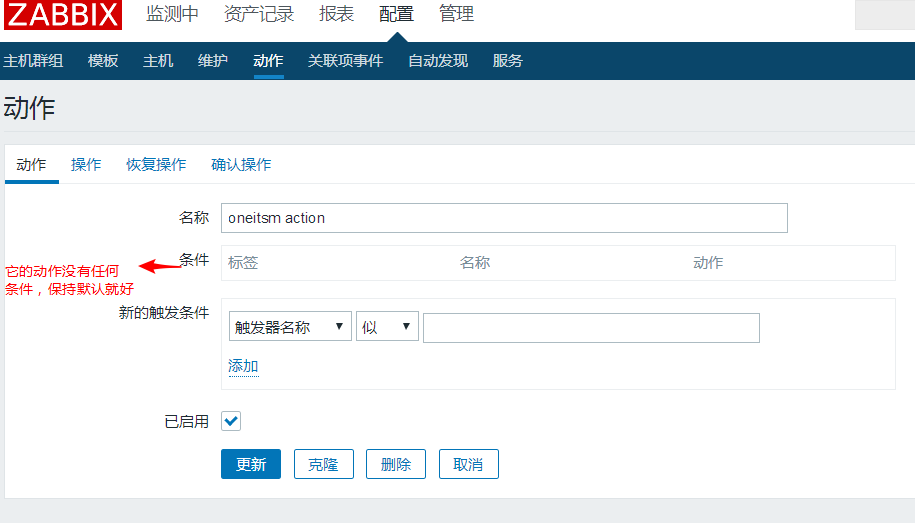 ZABBIX 监测中 资产记录 报表 配置 管理
主机群组 模板 主机 维护 动作 关联项事件 自动发现 服务
动作
动作 操作 恢复操作 确认操作
名称 oneitsm action
条件 标签 名称 动作
它的动作没有任何
条件，保持默认就好
新的触发条件
触发器名称 似
添加
已启用
更新 克隆 删除 取消